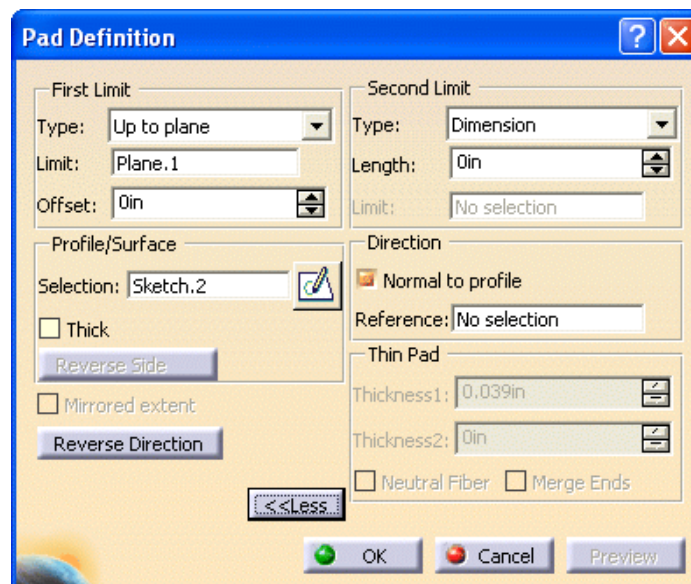 Pad Definition
First Limit
Type: Up to plane
Limit: Plane.1
Offset: 0in
Second Limit
Type: Dimension
Length: 0in
Limit: No selection
Profile/Surface
Selection: Sketch.2
Thick
Reverse Side
Mirrored extent
Reverse Direction
Direction
Normal to profile
Reference: No selection
Thin Pad
Thickness1: 0.039in
Thickness2: 0in
Neutral Fiber Merge Ends
<<Less
OK Cancel Preview